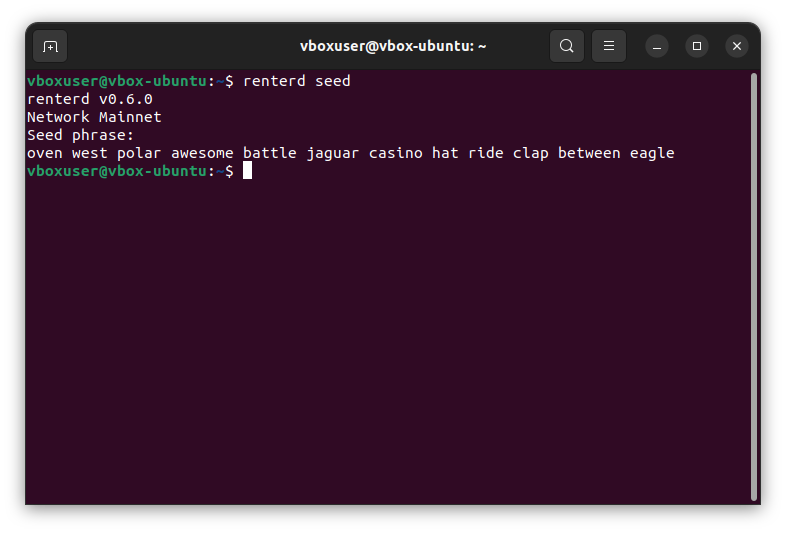 vboxuser@vbox-ubuntu: ~
vboxuser@vbox-ubuntu:~$ renterd seed
renterd v0.6.0
Network Mainnet
Seed phrase:
oven west polar awesome battle jaguar casino hat ride clap between eagle
vboxuser@vbox-ubuntu:~$